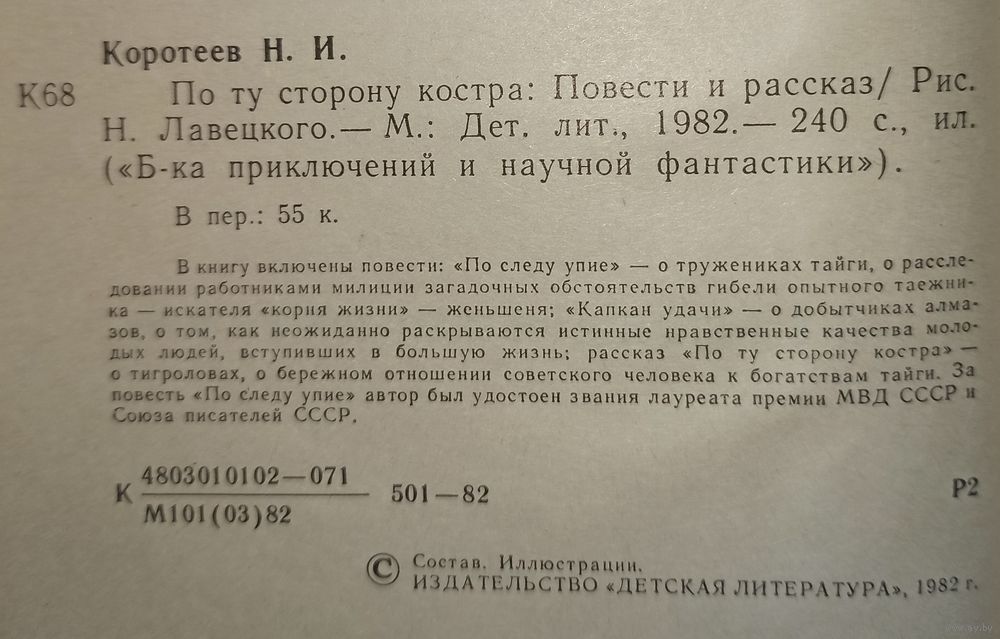 Коротеев Н. И.
К68 По ту сторону костра: Повести и рассказ/ Рис.
Н. Лавецкого.— М.: Дет. лит., 1982.— 240 с., ил.
(«Б-ка приключений и научной фантастики»).
В пер.: 55 к.
В книгу включены повести: «По следу упие» — о тружениках тайги, о рассле-
довании работниками милиции загадочных обстоятельств гибели опытного таежни-
ка — искателя «корня жизни» — женьшеня; «Капкан удачи» — о добытчиках алма-
зов, о том, как неожиданно раскрываются истинные нравственные качества моло-
дых людей, вступивших в большую жизнь; рассказ «По ту сторону костра» —
о тигроловах, о бережном отношении советского человека к богатствам тайги. За
повесть «По следу упие» автор был удостоен звания лауреата премии МВД СССР и
Союза писателей СССР.
К 4803010102—071 501—82 Р2
М101(03)82
© Состав. Иллюстрации.
ИЗДАТЕЛЬСТВО «ДЕТСКАЯ ЛИТЕРАТУРА», 1982 г.